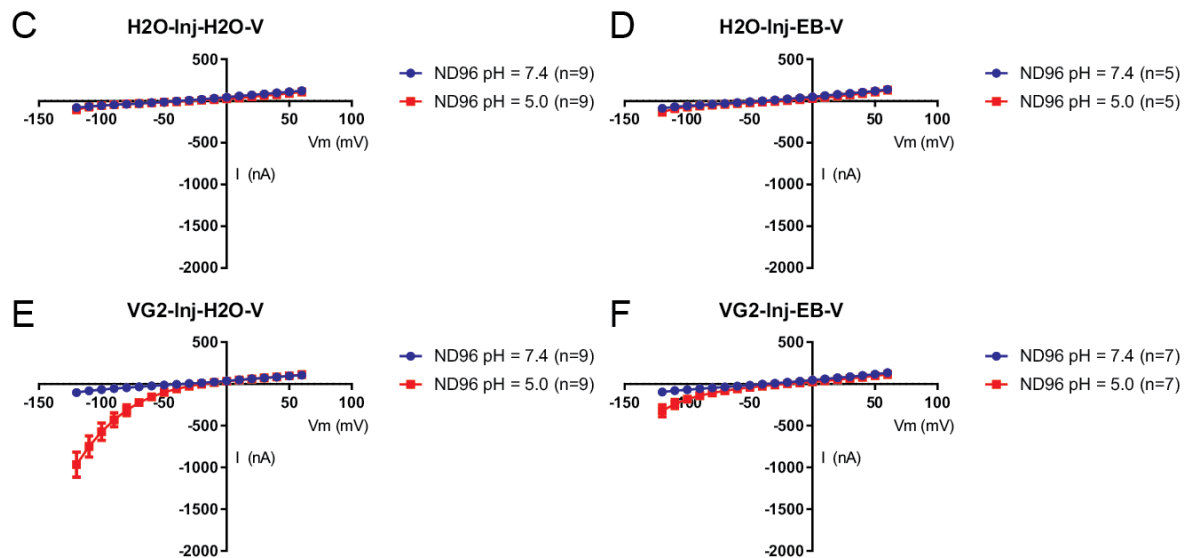 C
H2O-Inj-H2O-V
500
-150
-100
-50
50
100
Vm (mV)
-500
I (nA)
-1000
-1500
-2000
ND96 pH = 7.4 (n=9)
ND96 pH = 5.0 (n=9)
D
H2O-Inj-EB-V
500
-150
-100
-50
50
100
Vm (mV)
-500
I (nA)
-1000
-1500
-2000
ND96 pH = 7.4 (n=5)
ND96 pH = 5.0 (n=5)
E
VG2-Inj-H2O-V
500
-150
-100
-50
50
100
Vm (mV)
-500
I (nA)
-1000
-1500
-2000
ND96 pH = 7.4 (n=9)
ND96 pH = 5.0 (n=9)
F
VG2-Inj-EB-V
500
-150
-100
-50
50
100
Vm (mV)
-500
I (nA)
-1000
-1500
-2000
ND96 pH = 7.4 (n=7)
ND96 pH = 5.0 (n=7)